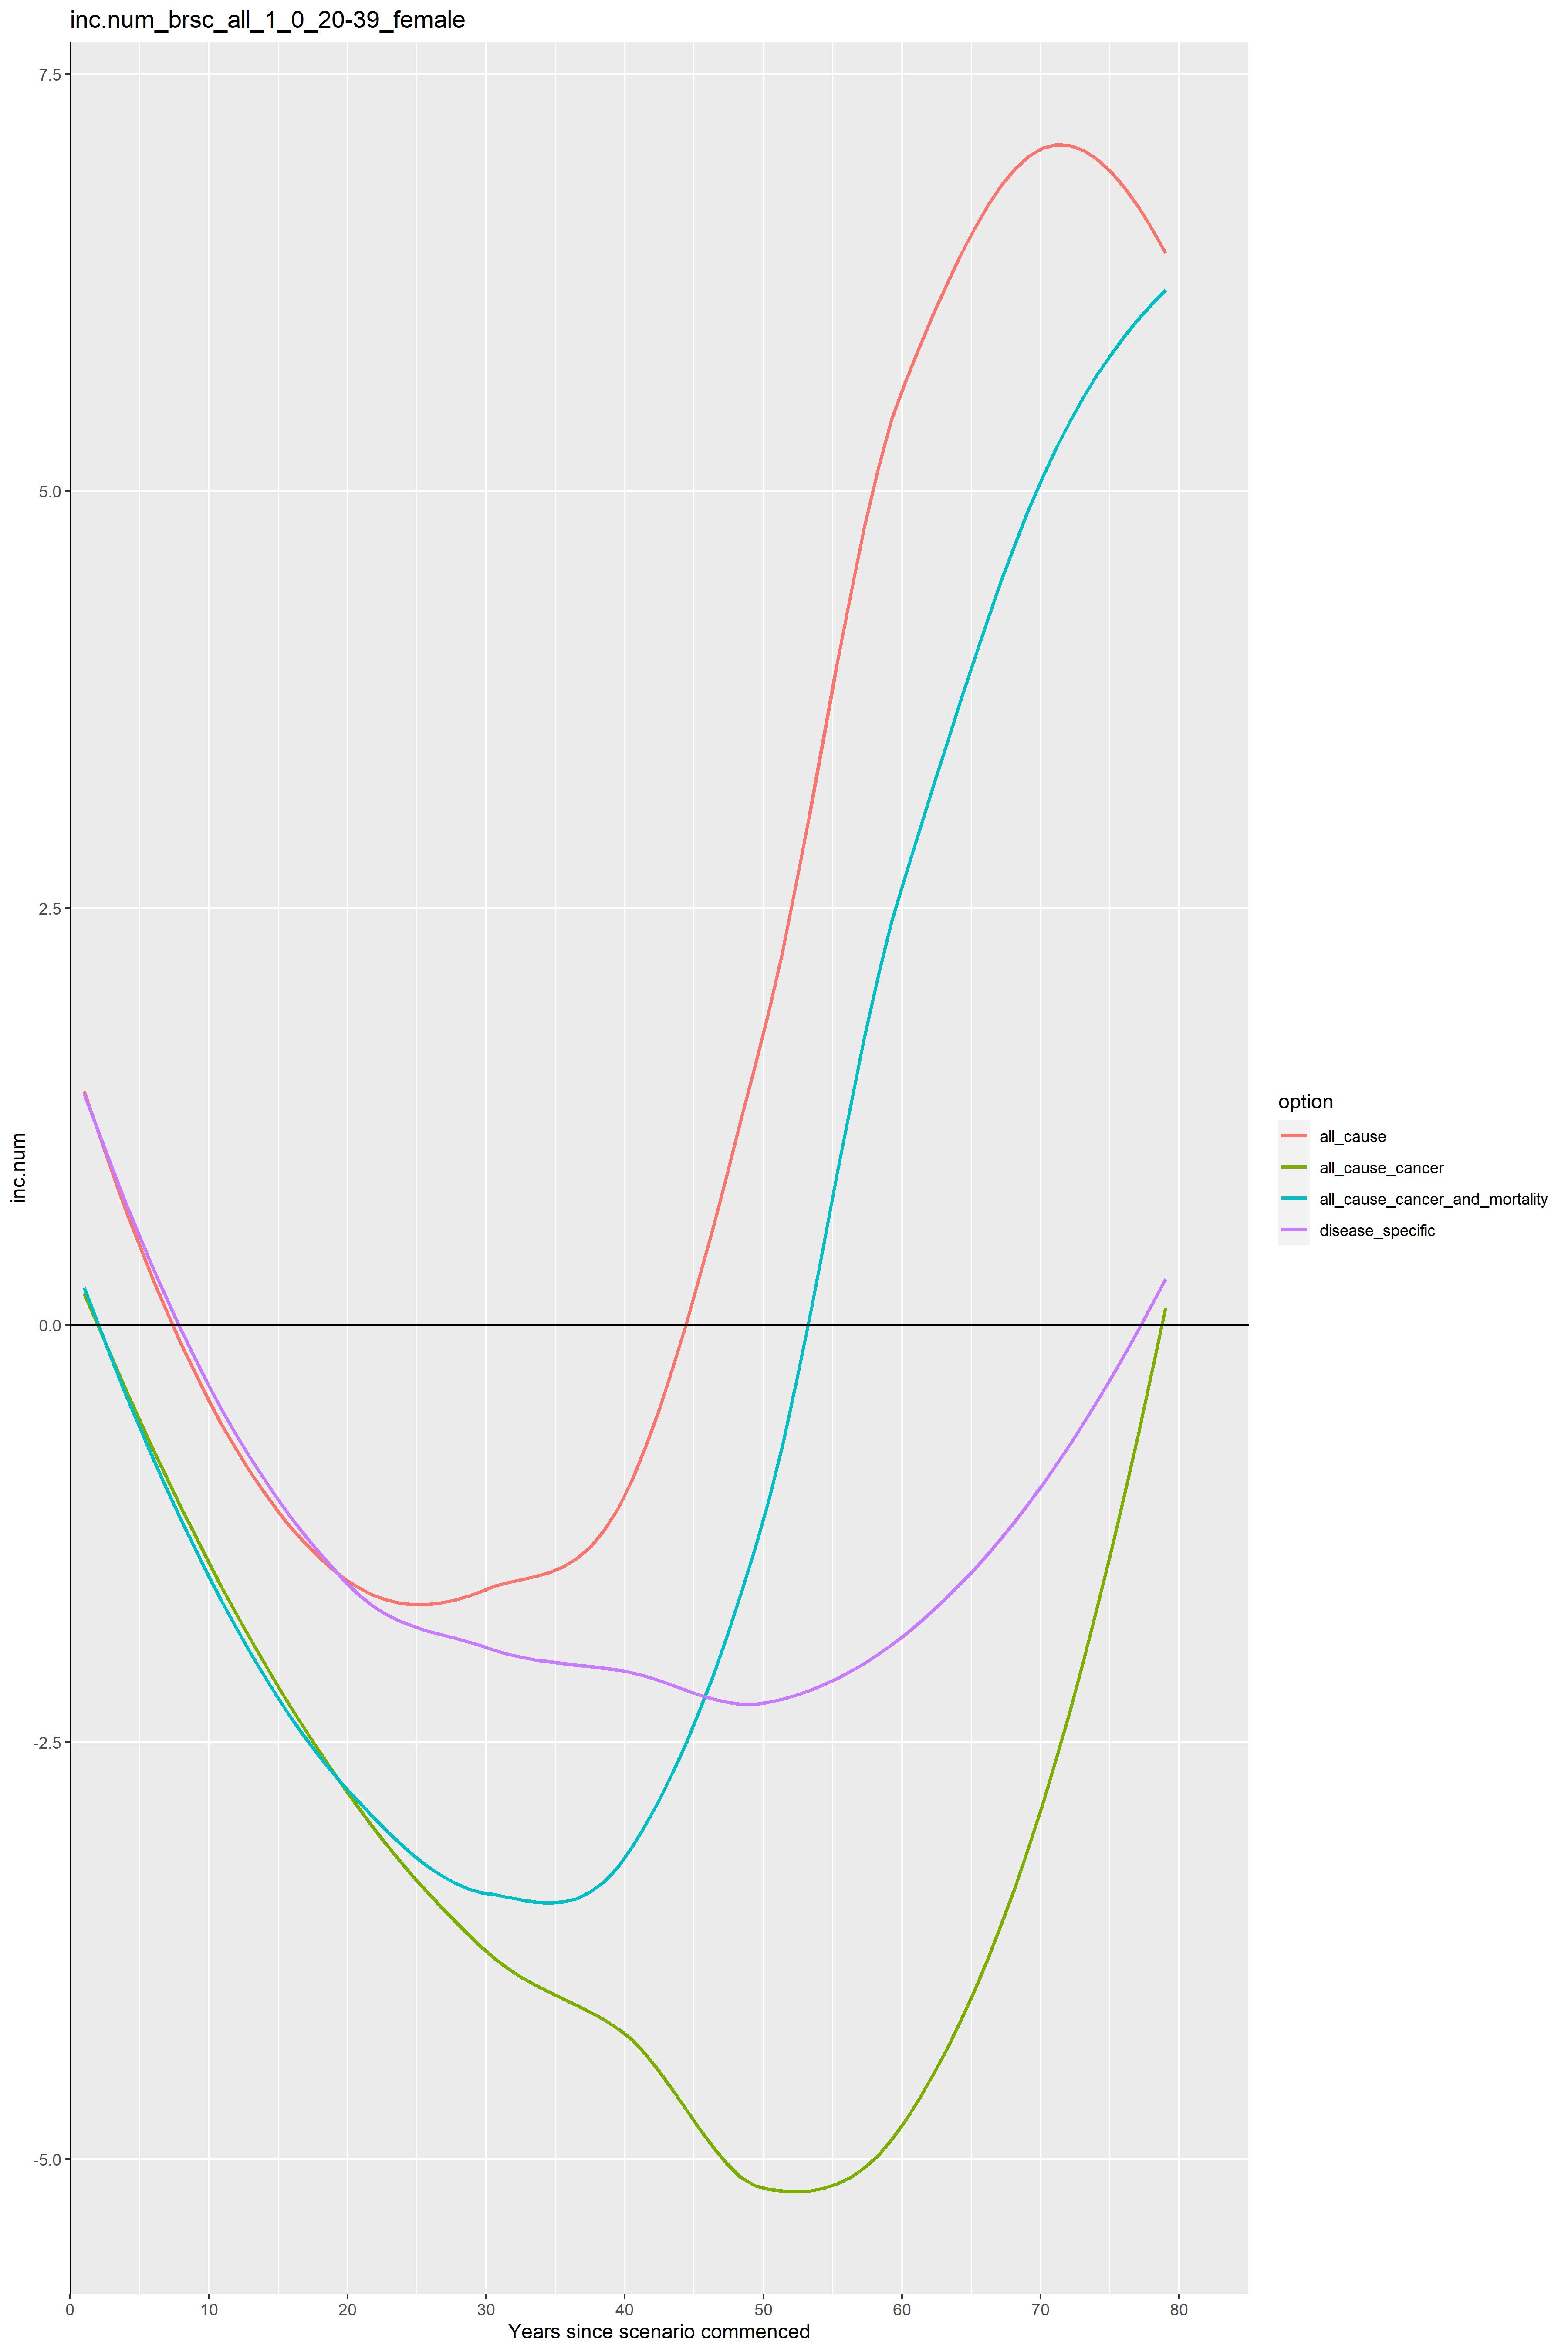 inc.num_brsc_all_1_0_20-39_female
7.5
5.0
2.5
0.0
-2.5
-5.0
inc.num
0 10 20 30 40 50 60 70 80
Years since scenario commenced
option
all_cause
all_cause_cancer
all_cause_cancer_and_mortality
disease_specific